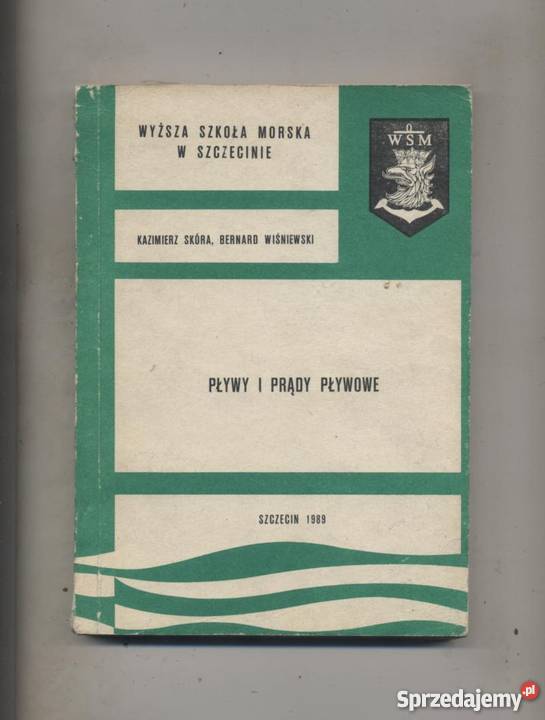 WYŻSZA SZKOŁA MORSKA
W SZCZECINIE
WSM
KAZIMIERZ SKÓRA, BERNARD WIŚNIEWSKI
PŁYWY I PRĄDY PŁYWOWE
SZCZECIN 1989
Sprzedajemy.pl